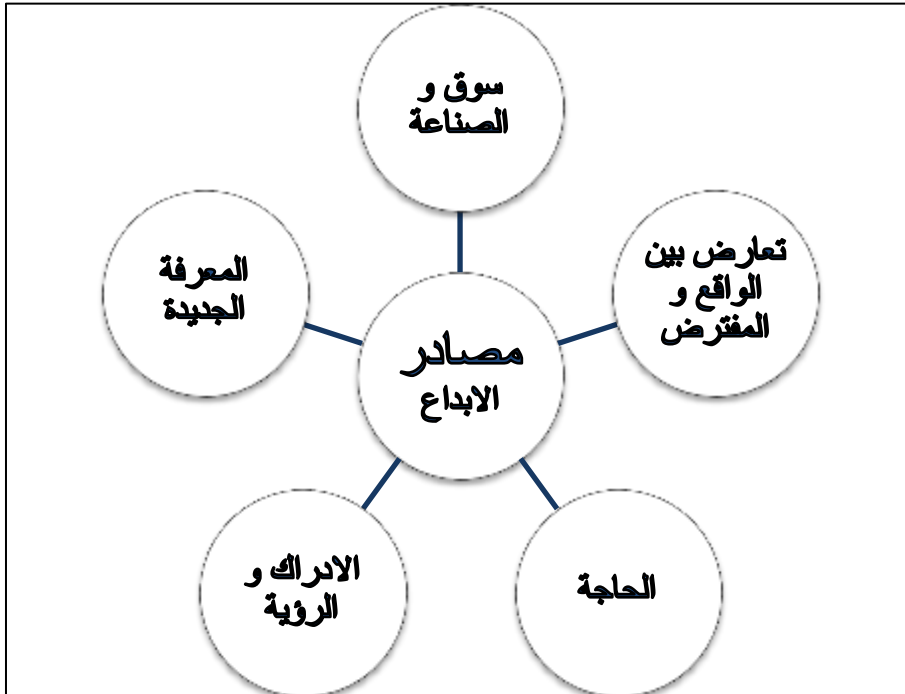 سوق و
الصناعة
تعارض بين
الواقع و
المفترض
المعرفة
الجديدة
مصادر
الابداع
الادراك و
الرؤية
الحاجة